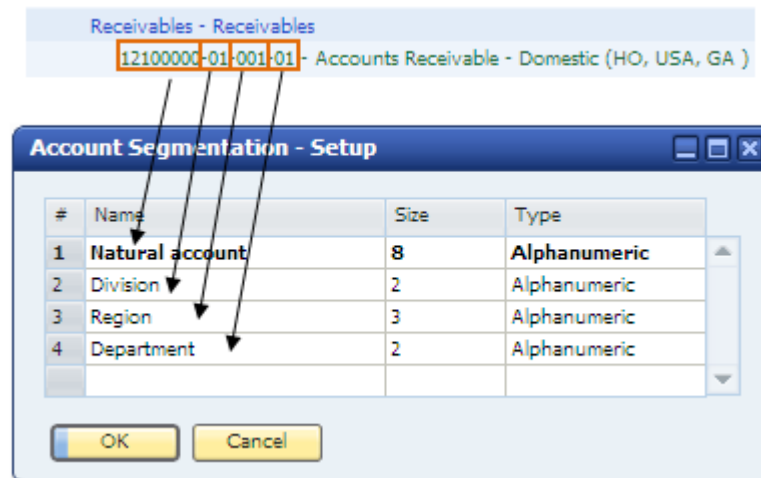 Receivables - Receivables
12100000-01-001-01 - Accounts Receivable - Domestic (HO, USA, GA )
Account Segmentation - Setup
# Name Size Type
1 Natural account 8 Alphanumeric
2 Division 2 Alphanumeric
3 Region 3 Alphanumeric
4 Department 2 Alphanumeric
OK Cancel